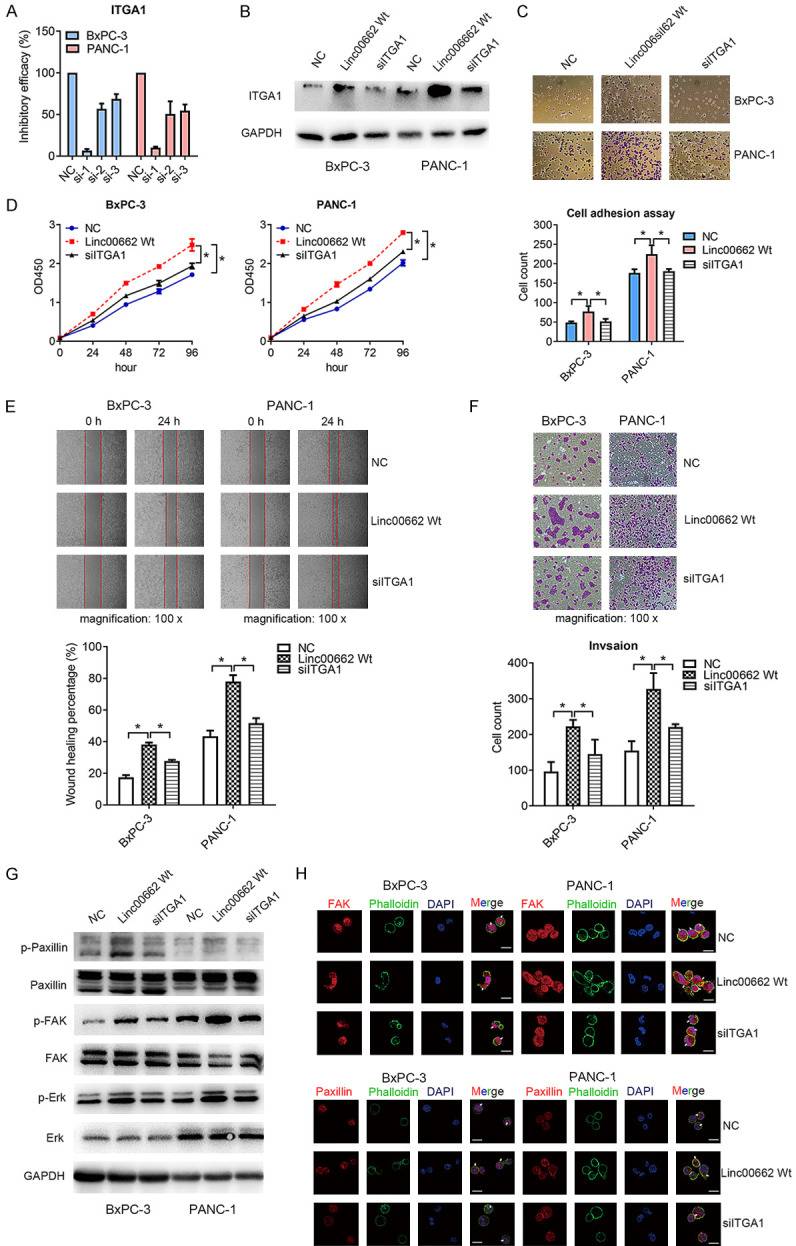 A
ITGA1
Inhibitory efficacy (%)
BxPC-3
PANC-1
150
100
50
0
NC
si-1
si-2
si-3
NC
si-1
si-2
si-3
B
NC
Linc00662 Wt
siITGA1
NC
Linc006662 Wt
siITGA1
ITGA1
GAPDH
BxPC-3
PANC-1
C
NC
Linc006sil62 Wt
siITGA1
BxPC-3
PANC-1
Cell adhesion assay
Cell count
NC
Linc00662 Wt
siITGA1
300
250
200
150
100
50
0
* * * *
BxPC-3
PANC-1
D
BxPC-3
OD450
NC
Linc00662 Wt
siITGA1
3
2
1
0
* *
0 24 48 72 96
hour
PANC-1
OD450
NC
Linc00662 Wt
siITGA1
3
2
1
0
* *
0 24 48 72 96
hour
E
BxPC-3
PANC-1
0 h
24 h
0 h
24 h
NC
Linc00662 Wt
siITGA1
magnification: 100 x
magnification: 100 x
Wound healing percentage (%)
NC
Linc00662 Wt
siITGA1
100
80
60
40
20
0
* * * *
BxPC-3
PANC-1
F
BxPC-3
PANC-1
NC
Linc00662 Wt
siITGA1
magnification: 100 x
Invsaion
Cell count
NC
Linc00662 Wt
siITGA1
400
300
200
100
0
* * * *
BxPC-3
PANC-1
G
NC
Linc00662 Wt
siITGA1
NC
Linc00662 Wt
siITGA1
p-Paxillin
Paxillin
p-FAK
FAK
p-Erk
Erk
GAPDH
BxPC-3
PANC-1
H
BxPC-3
PANC-1
FAK Phalloidin DAPI Merge FAK Phalloidin DAPI Merge
NC
Linc00662 Wt
siITGA1
BxPC-3
PANC-1
Paxillin Phalloidin DAPI Merge Paxillin Phalloidin DAPI Merge
NC
Linc00662 Wt
siITGA1